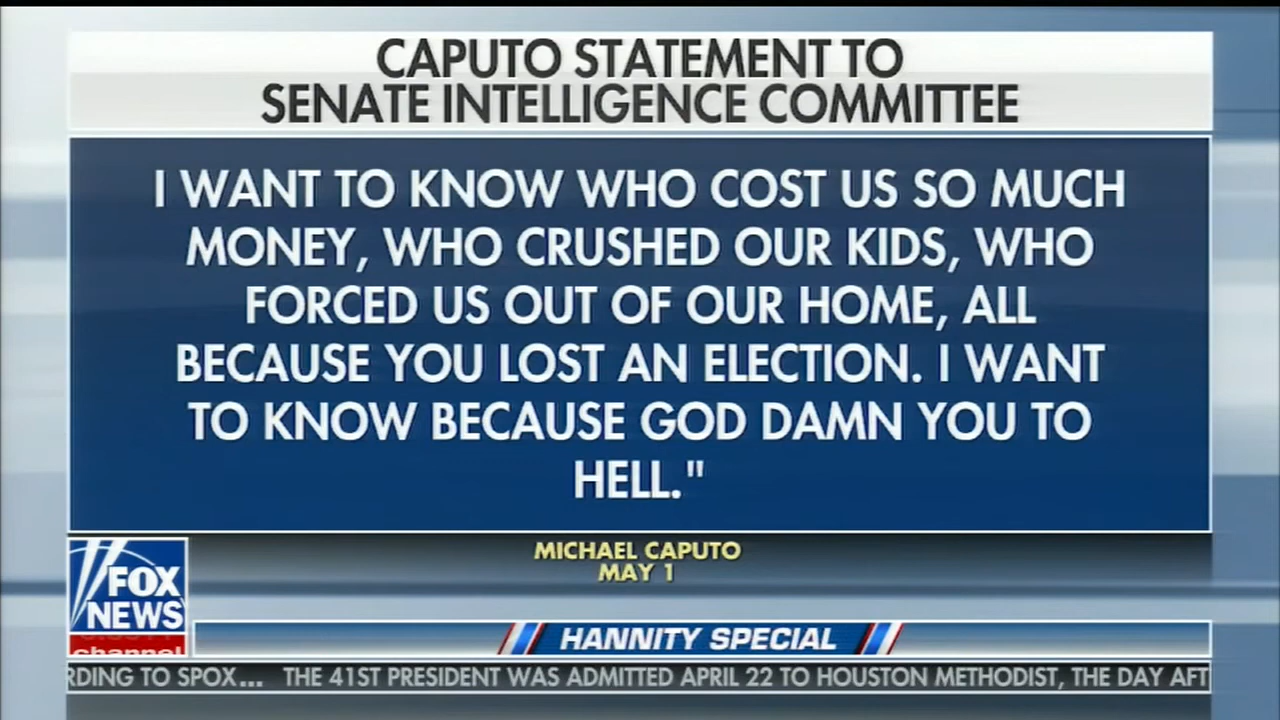 CAPUTO STATEMENT TO
SENATE INTELLIGENCE COMMITTEE
I WANT TO KNOW WHO COST US SO MUCH
MONEY, WHO CRUSHED OUR KIDS, WHO
FORCED US OUT OF OUR HOME, ALL
BECAUSE YOU LOST AN ELECTION. I WANT
TO KNOW BECAUSE GOD DAMN YOU TO
HELL."
MICHAEL CAPUTO
MAY 1
FOX
NEWS
channel
HANNITY SPECIAL
RDING TO SPOX... THE 41ST PRESIDENT WAS ADMITTED APRIL 22 TO HOUSTON METHODIST, THE DAY AFT